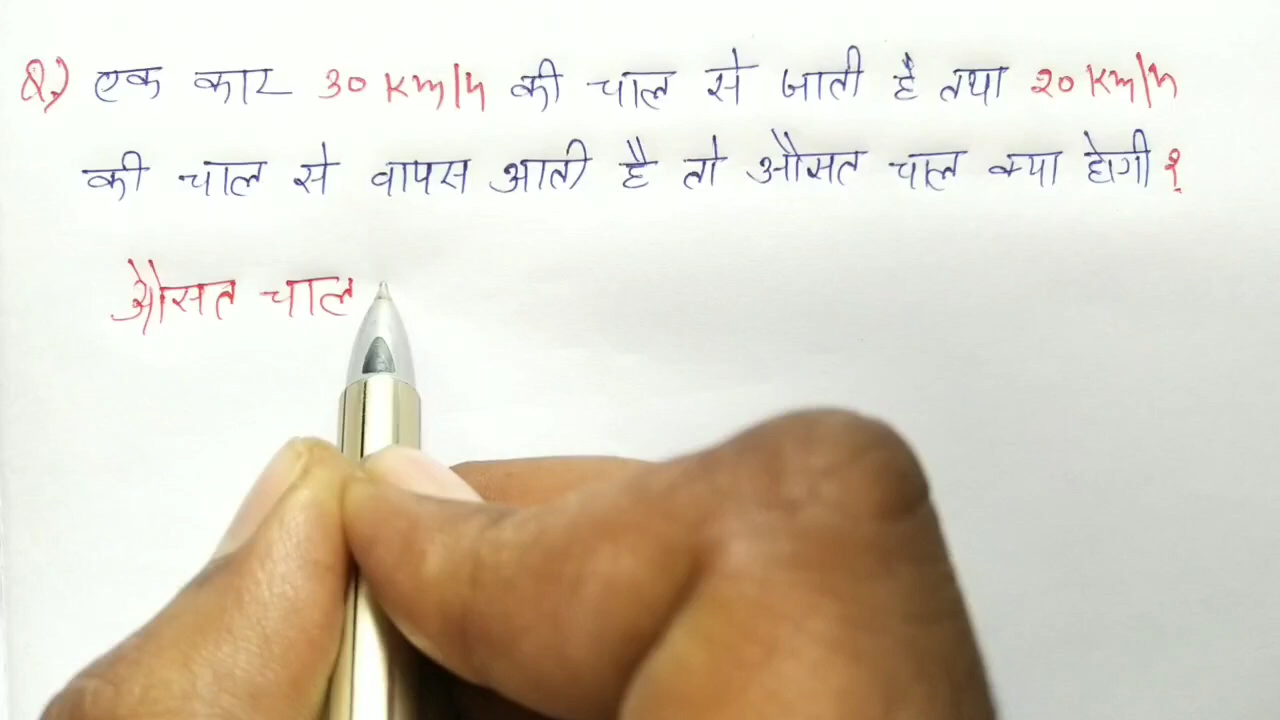 Q.) एक कार 30 km/h की चाल से जाती है तथा 20 km/h
की चाल से वापस आती है तो औसत चाल क्या होगी ?
औसत चाल